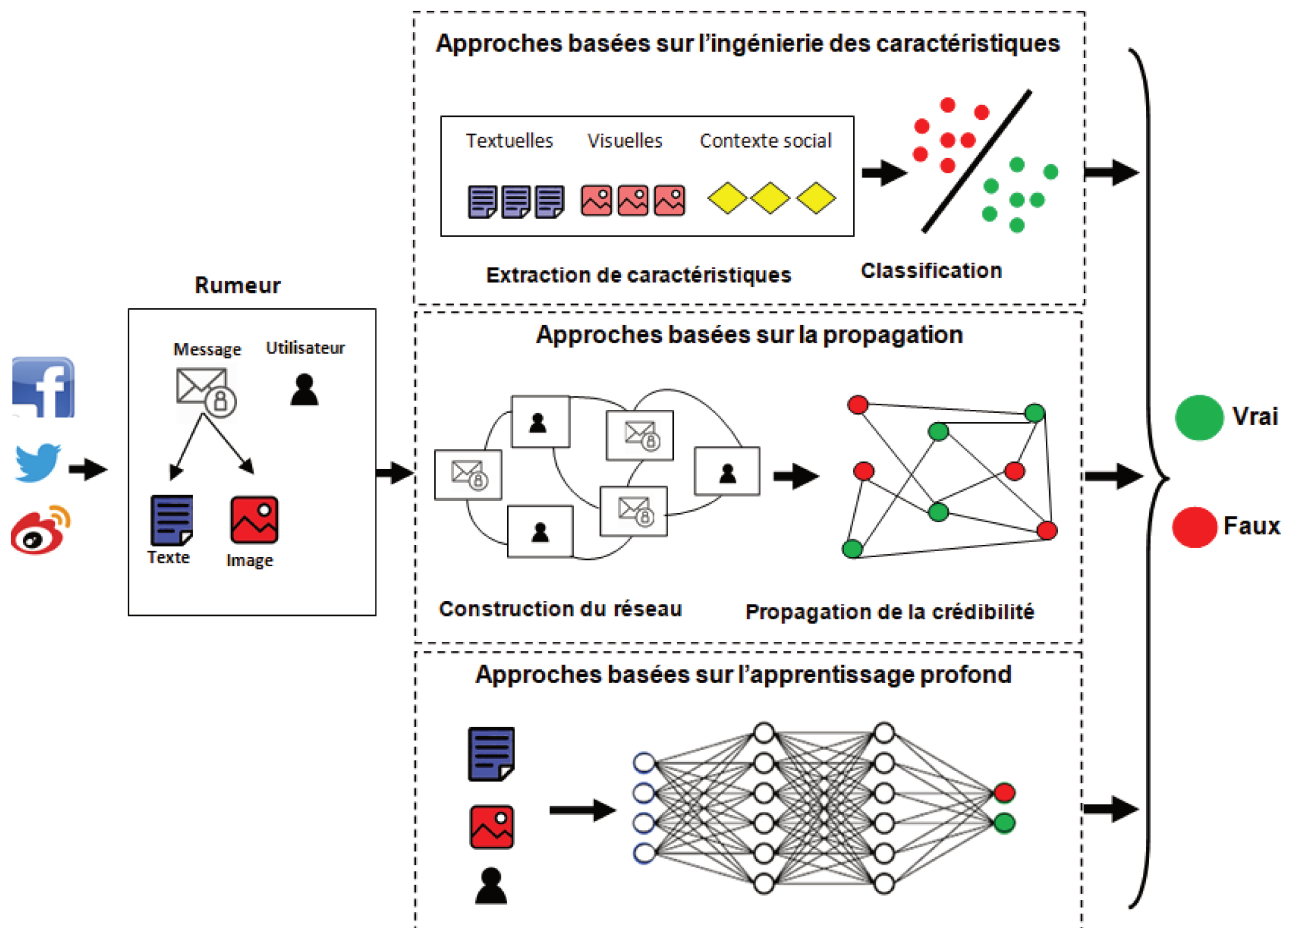 Approches basées sur l'ingénierie des caractéristiques
Textuelles
Visuelles
Contexte social
Extraction de caractéristiques
Classification
Rumeur
Message
Utilisateur
Texte
Image
Approches basées sur la propagation
Construction du réseau
Propagation de la crédibilité
Approches basées sur l'apprentissage profond
Vrai
Faux